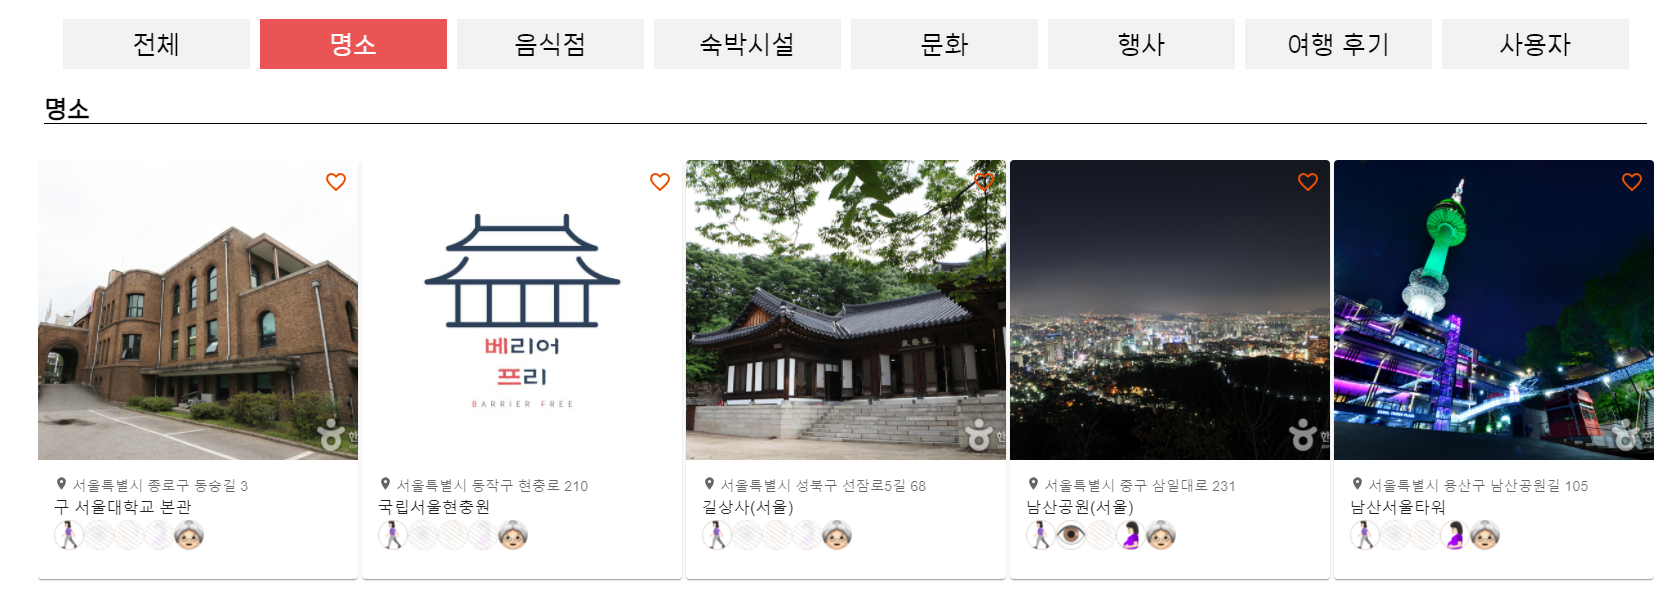 전체
명소
음식점
숙박시설
문화
행사
여행 후기
사용자
명소
베리어
프리
BARRIER FREE
서울특별시 종로구 동숭길 3
구 서울대학교 본관
서울특별시 동작구 현충로 210
국립서울현충원
서울특별시 성북구 선잠로5길 68
길상사(서울)
서울특별시 중구 삼일대로 231
남산공원(서울)
서울특별시 용산구 남산공원길 105
남산서울타워